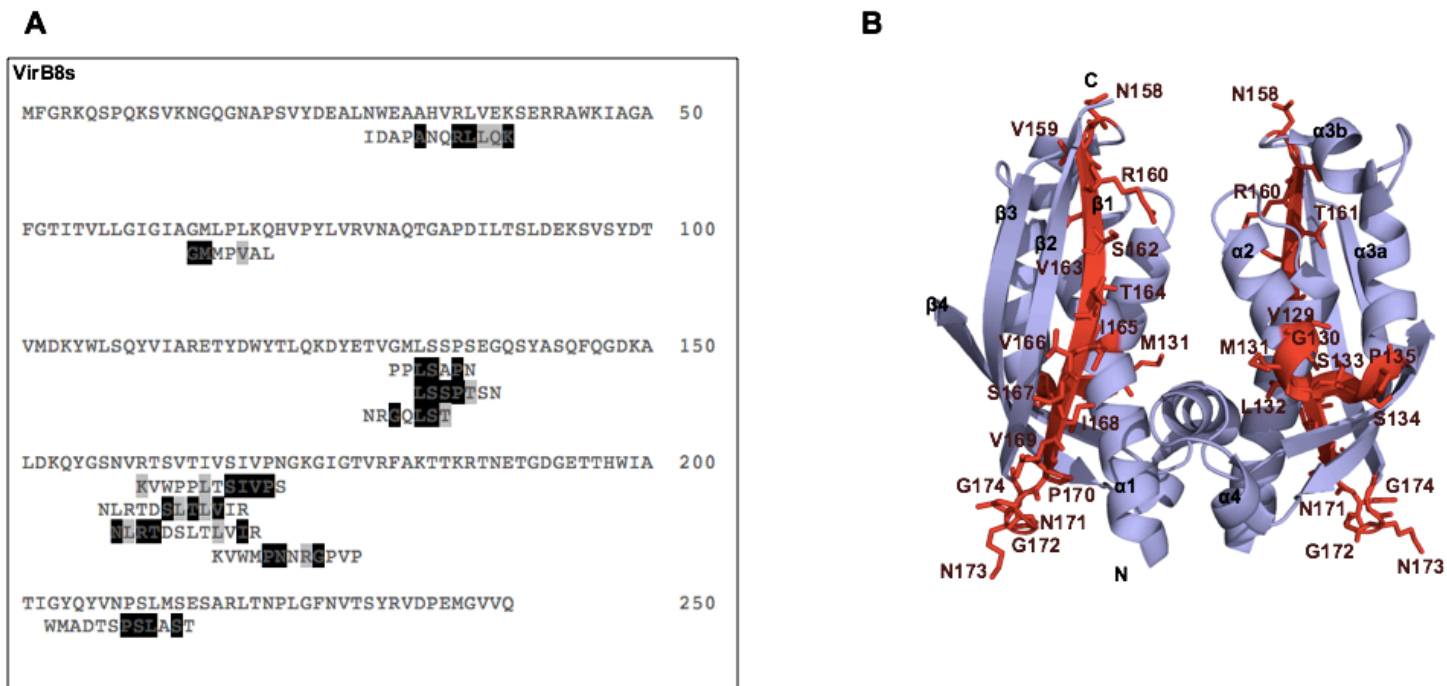 A
VirB8s
MFGRKQSPQKSVKNGQGNAPSVYDEALNWEAAHVRLVEKSERRAWKIAGA 50
IDAPANQRLLQK
FGTITVLLGIGIAGMLPLKQHVPYLVRVNAQTGAPDILTSLDEKSVSYDT 100
GMMPVAL
VMDKYWLSQYVIARETYDWYTLQKDYETVGMLSSPSEGQSYASQFQGDKA 150
PPLSAPN
LSSPTSN
NRGQLST
LDKQYGSNVRTSVTIVSIVPNGKGIGTVRFAKTTKRTNETGDGETTHWIA 200
KVWPPLTSIVPS
NLRTDSLTLVIR
NLRTDSLTLVIR
KVWMPNNRGPVP
TIGYQYVNPSLMSESARLTNPLGFNVTSYRVDPEMGVVQ 250
WMADTSPSLAST
B
C
N158
N158
V159
α3b
R160
R160
β3
β1
T161
β2
S162
α2
α3a
V163
T164
β4
V129
I165
G130
V166
M131
M131
S133
P135
S167
L132
I168
S134
V169
G174
P170
α1
α4
G174
N171
N171
G172
G172
N173
N
N173